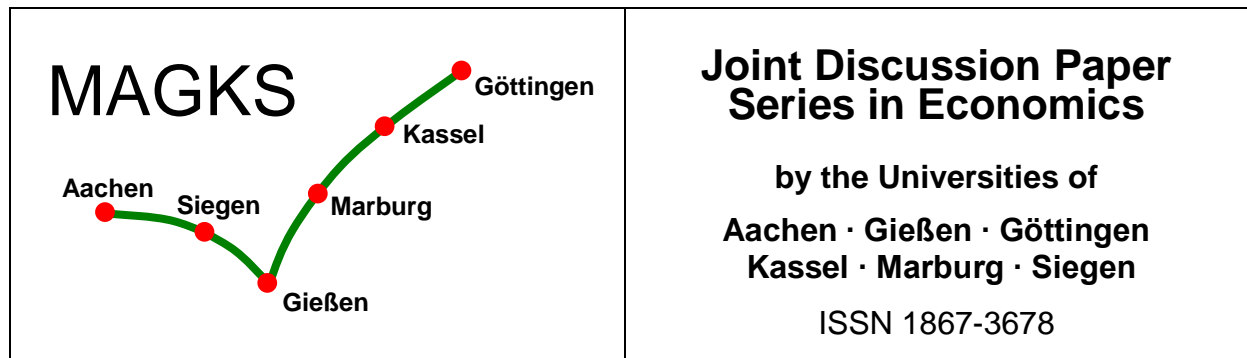 MAGKS
Göttingen
Kassel
Aachen
Siegen
Marburg
Gießen
Joint Discussion Paper
Series in Economics
by the Universities of
Aachen · Gießen · Göttingen
Kassel · Marburg · Siegen
ISSN 1867-3678